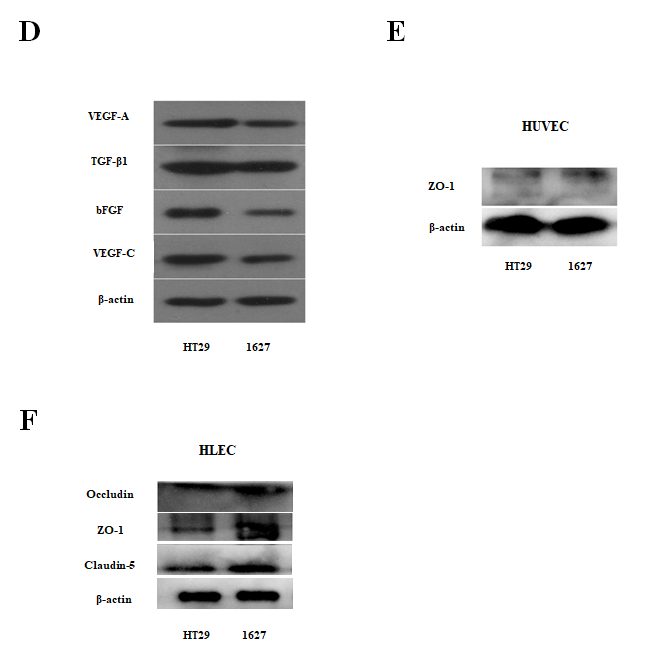 D
VEGF-A
TGF-β1
bFGF
VEGF-C
β-actin
HT29 1627
E
HUVEC
ZO-1
β-actin
HT29 1627
F
HLEC
Occludin
ZO-1
Claudin-5
β-actin
HT29 1627